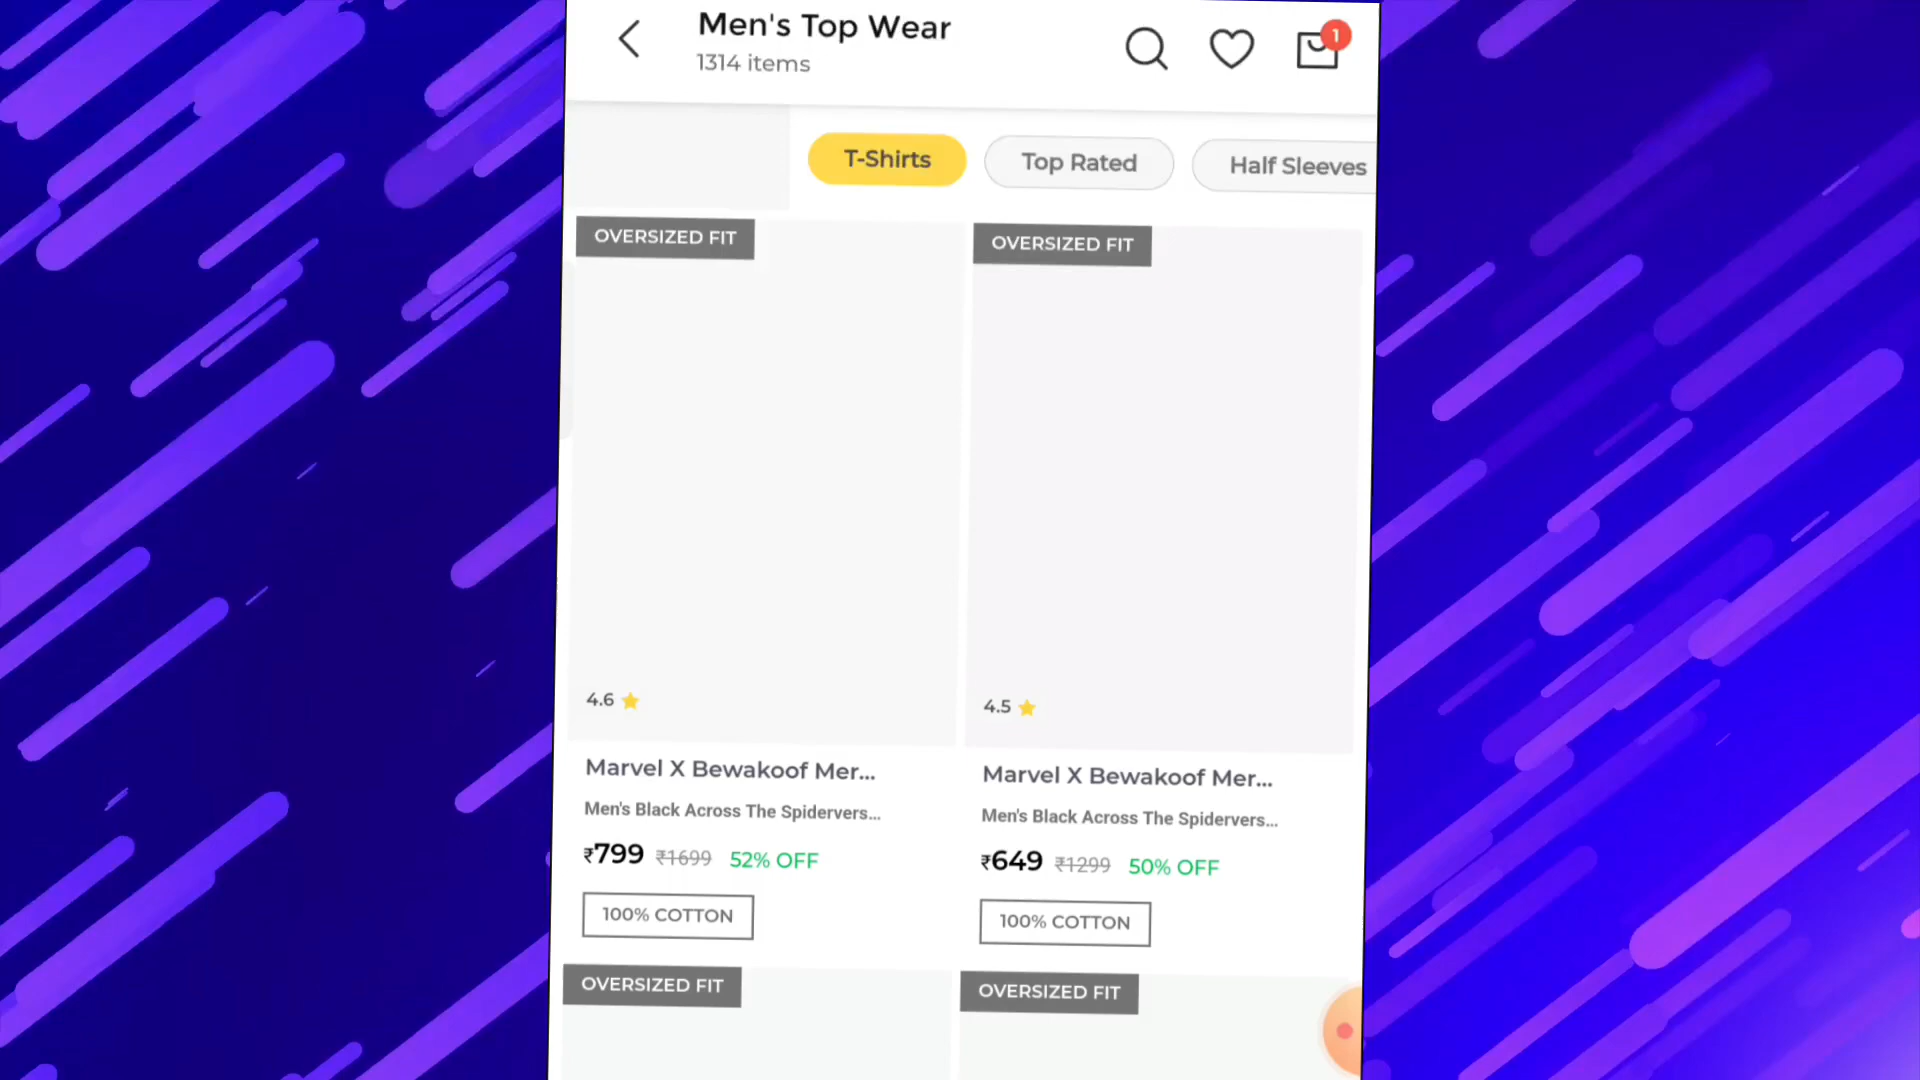 Men's Top Wear
1314 items
1
T-Shirts
Top Rated
Half Sleeves
OVERSIZED FIT
OVERSIZED FIT
4.6
4.5
Marvel X Bewakoof Mer...
Men's Black Across The Spidervers...
₹799 ₹1699 52% OFF
100% COTTON
Marvel X Bewakoof Mer...
Men's Black Across The Spidervers...
₹649 ₹1299 50% OFF
100% COTTON
OVERSIZED FIT
OVERSIZED FIT